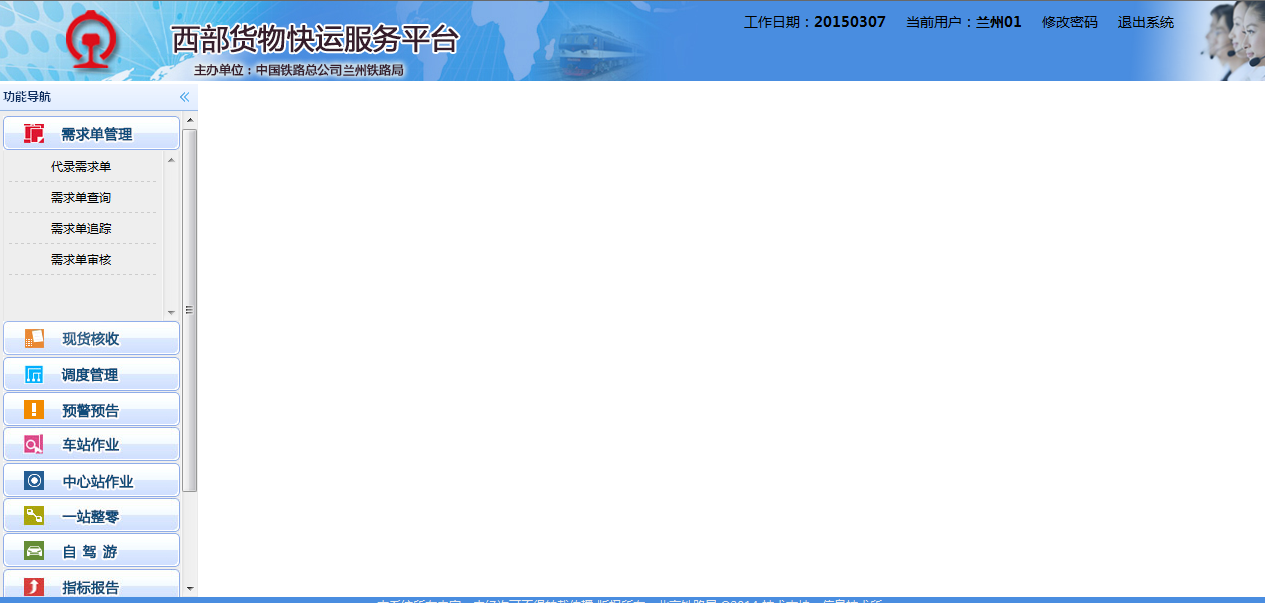 西部货物快运服务平台
主办单位：中国铁路总公司兰州铁路局
工作日期：20150307 当前用户：兰州01 修改密码 退出系统
功能导航
需求单管理
代录需求单
需求单查询
需求单追踪
需求单审核
现货核收
调度管理
预警预告
车站作业
中心站作业
一站整零
自 驾 游
指标报告